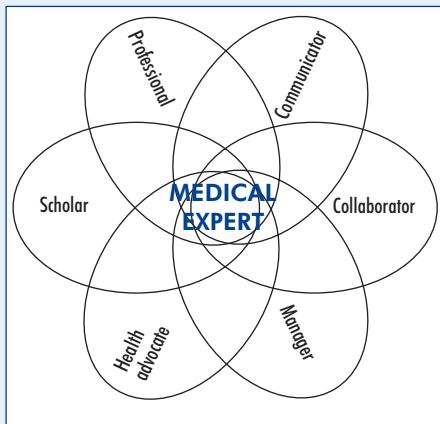 Professional
Communicator
Scholar
MEDICAL
EXPERT
Collaborator
Health
advocate
Manager